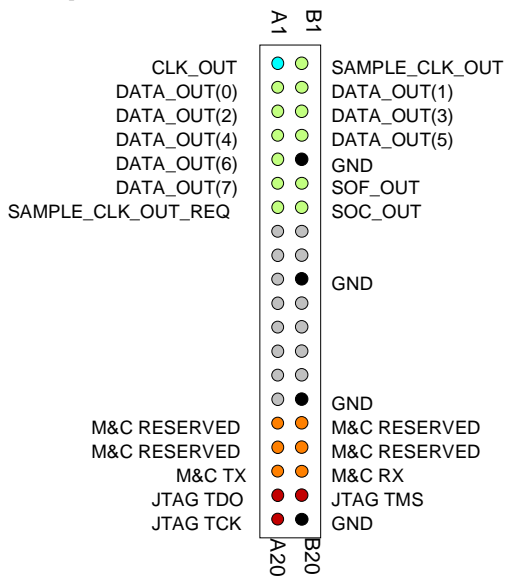 A1 B1
CLK_OUT SAMPLE_CLK_OUT
DATA_OUT(0) DATA_OUT(1)
DATA_OUT(2) DATA_OUT(3)
DATA_OUT(4) DATA_OUT(5)
DATA_OUT(6) GND
DATA_OUT(7) SOF_OUT
SAMPLE_CLK_OUT_REQ SOC_OUT
GND
GND
M&C RESERVED M&C RESERVED
M&C RESERVED M&C RESERVED
M&C TX M&C RX
JTAG TDO JTAG TMS
JTAG TCK GND
A20 B20